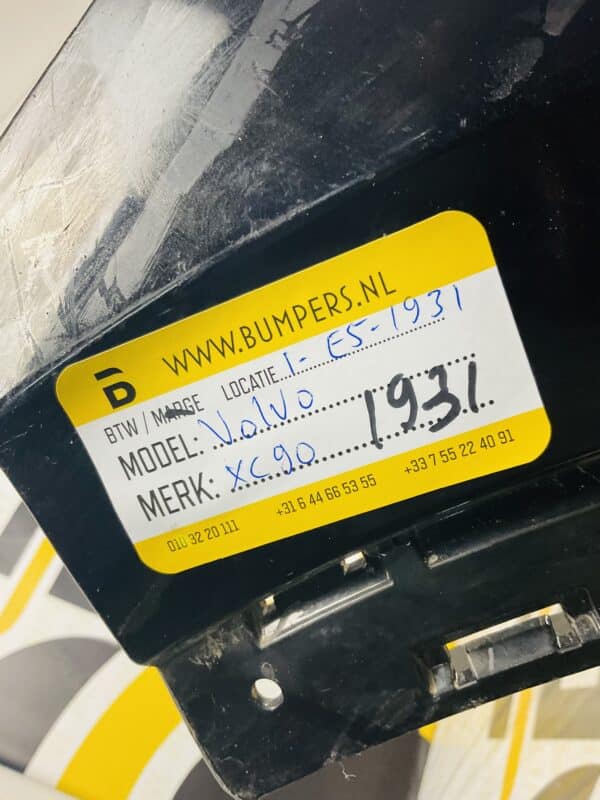 WWW.BUMPERS.NL
BTW / MARGE LOCATIE 1-E5-1931
MODEL: Volvo
MERK: XC90 1931
010 32 20 111 +31 6 44 66 53 55 +33 7 55 22 40 91